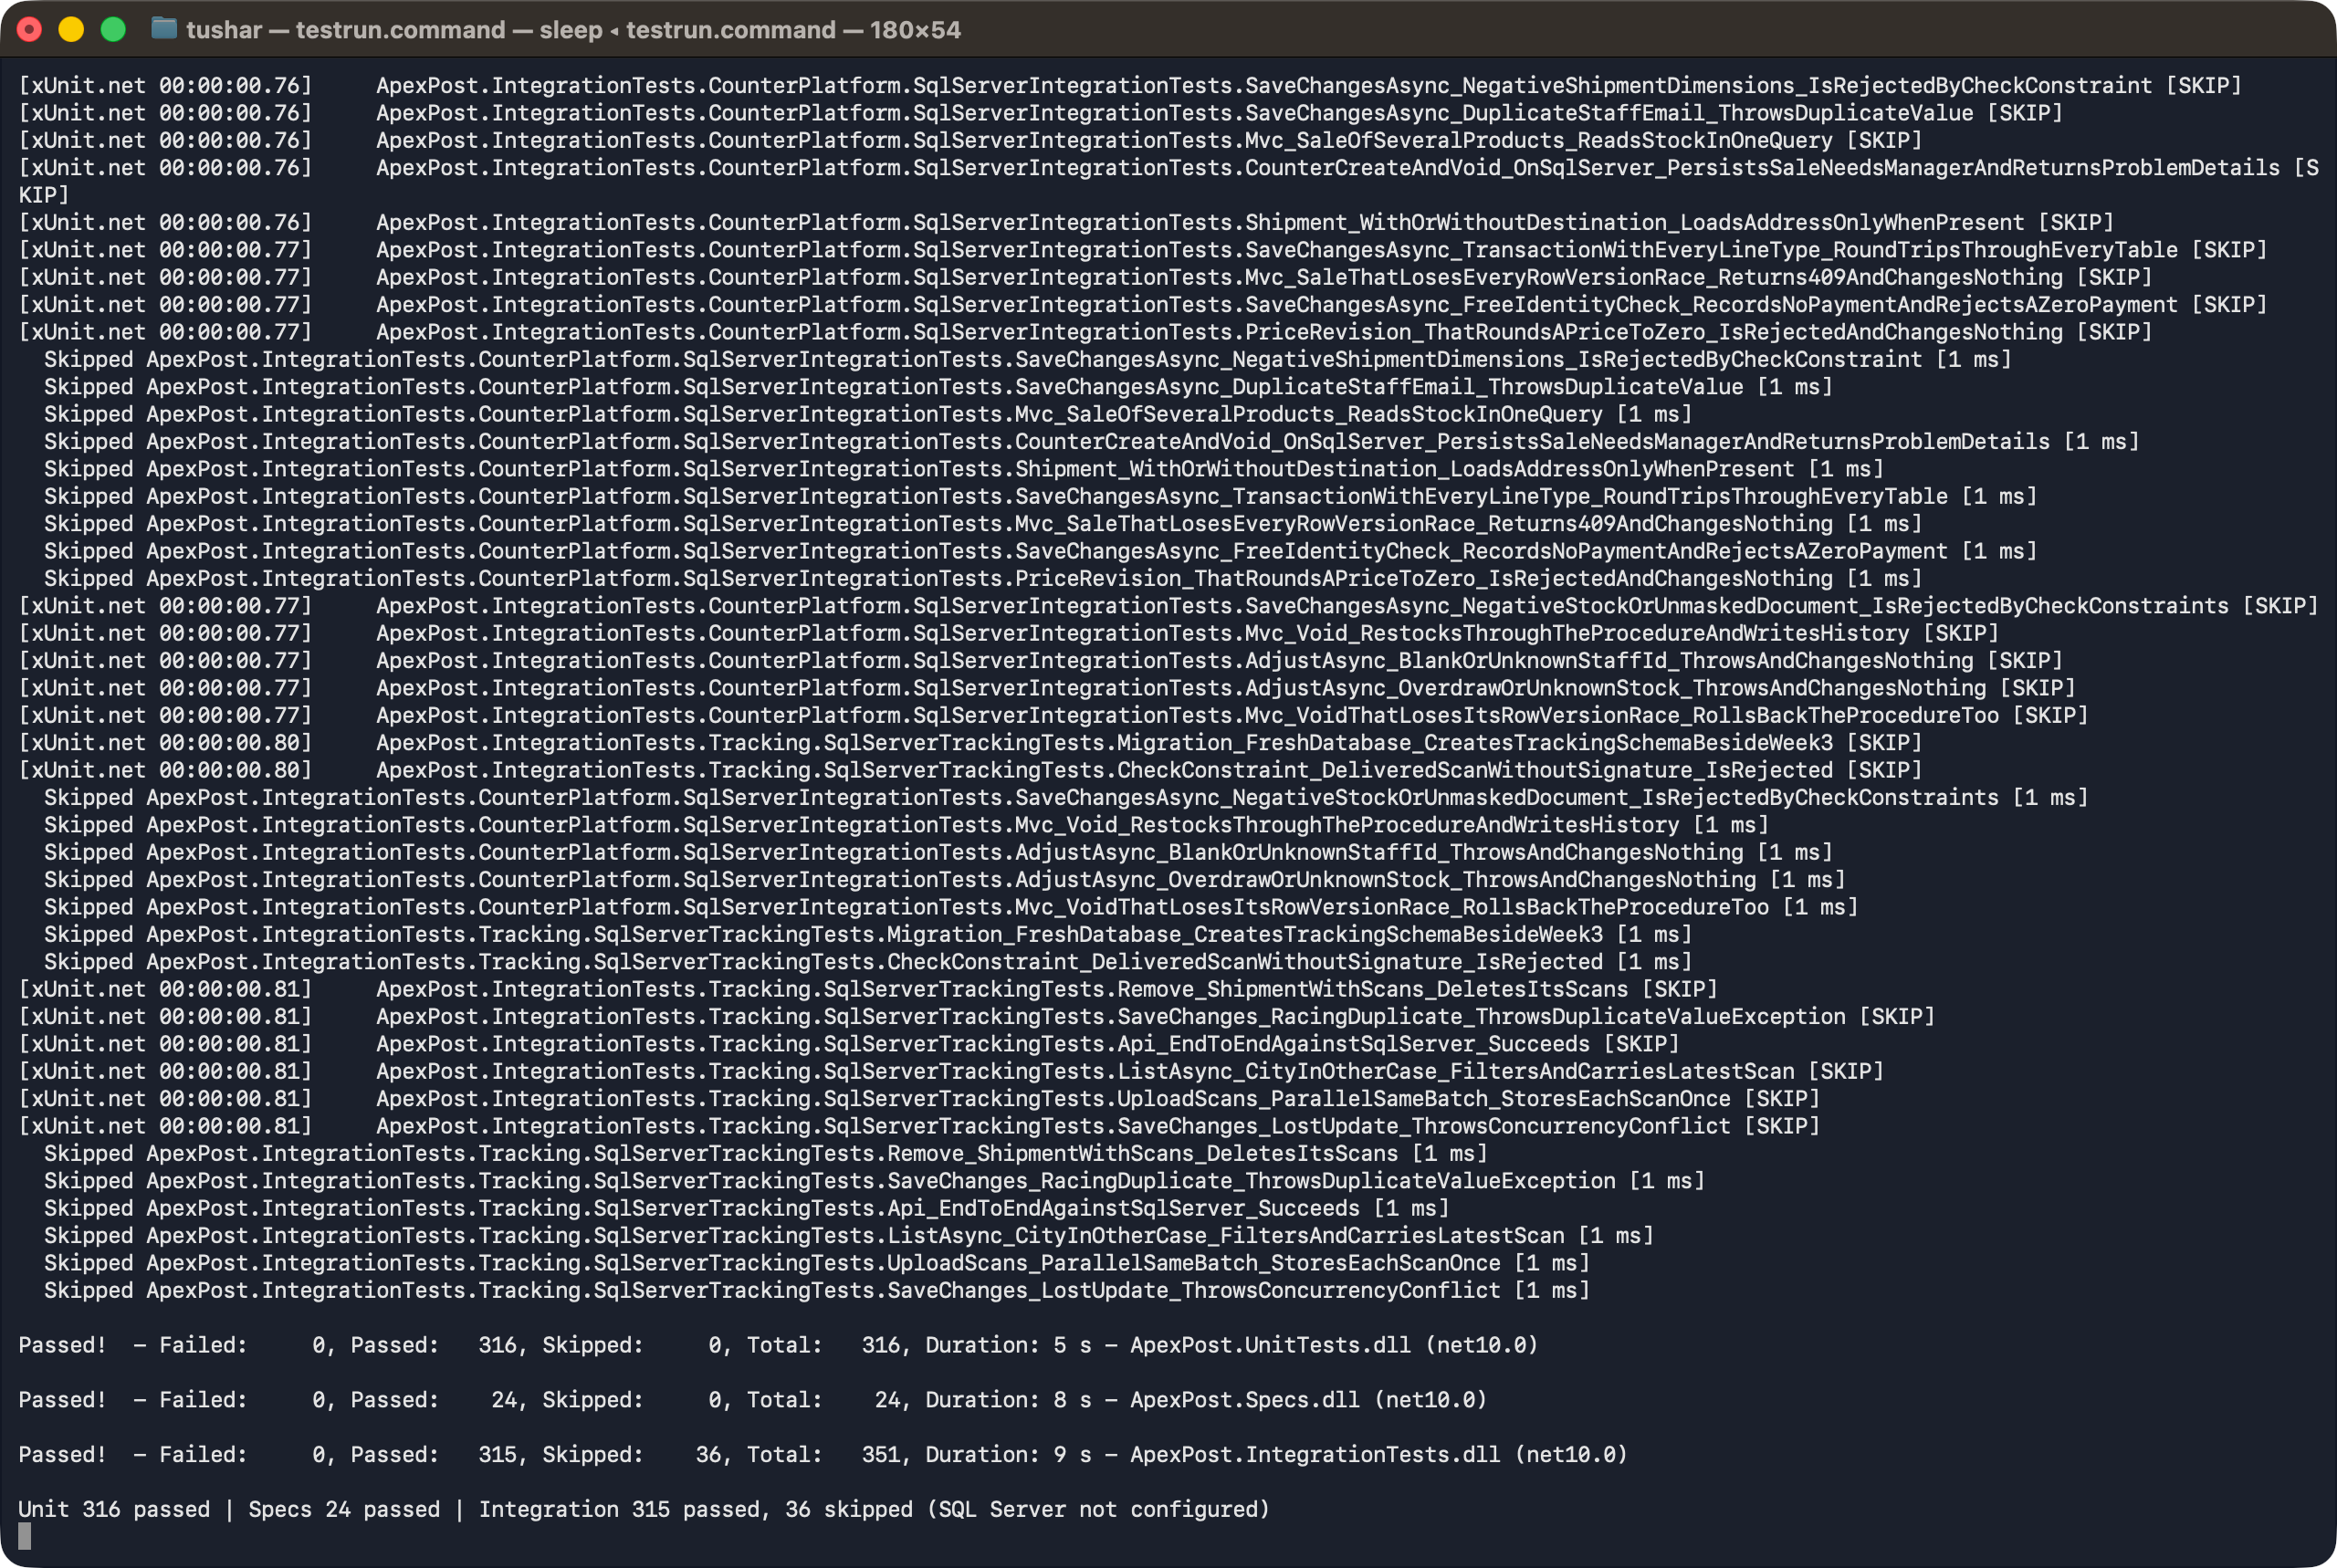 tushar — testrun.command — sleep ◂ testrun.command — 180×54
[xUnit.net 00:00:00.76]     ApexPost.IntegrationTests.CounterPlatform.SqlServerIntegrationTests.SaveChangesAsync_NegativeShipmentDimensions_IsRejectedByCheckConstraint [SKIP]
[xUnit.net 00:00:00.76]     ApexPost.IntegrationTests.CounterPlatform.SqlServerIntegrationTests.SaveChangesAsync_DuplicateStaffEmail_ThrowsDuplicateValue [SKIP]
[xUnit.net 00:00:00.76]     ApexPost.IntegrationTests.CounterPlatform.SqlServerIntegrationTests.Mvc_SaleOfSeveralProducts_ReadsStockInOneQuery [SKIP]
[xUnit.net 00:00:00.76]     ApexPost.IntegrationTests.CounterPlatform.SqlServerIntegrationTests.CounterCreateAndVoid_OnSqlServer_PersistsSaleNeedsManagerAndReturnsProblemDetails [S
KIP]
[xUnit.net 00:00:00.76]     ApexPost.IntegrationTests.CounterPlatform.SqlServerIntegrationTests.Shipment_WithOrWithoutDestination_LoadsAddressOnlyWhenPresent [SKIP]
[xUnit.net 00:00:00.77]     ApexPost.IntegrationTests.CounterPlatform.SqlServerIntegrationTests.SaveChangesAsync_TransactionWithEveryLineType_RoundTripsThroughEveryTable [SKIP]
[xUnit.net 00:00:00.77]     ApexPost.IntegrationTests.CounterPlatform.SqlServerIntegrationTests.Mvc_SaleThatLosesEveryRowVersionRace_Returns409AndChangesNothing [SKIP]
[xUnit.net 00:00:00.77]     ApexPost.IntegrationTests.CounterPlatform.SqlServerIntegrationTests.SaveChangesAsync_FreeIdentityCheck_RecordsNoPaymentAndRejectsAZeroPayment [SKIP]
[xUnit.net 00:00:00.77]     ApexPost.IntegrationTests.CounterPlatform.SqlServerIntegrationTests.PriceRevision_ThatRoundsAPriceToZero_IsRejectedAndChangesNothing [SKIP]
  Skipped ApexPost.IntegrationTests.CounterPlatform.SqlServerIntegrationTests.SaveChangesAsync_NegativeShipmentDimensions_IsRejectedByCheckConstraint [1 ms]
  Skipped ApexPost.IntegrationTests.CounterPlatform.SqlServerIntegrationTests.SaveChangesAsync_DuplicateStaffEmail_ThrowsDuplicateValue [1 ms]
  Skipped ApexPost.IntegrationTests.CounterPlatform.SqlServerIntegrationTests.Mvc_SaleOfSeveralProducts_ReadsStockInOneQuery [1 ms]
  Skipped ApexPost.IntegrationTests.CounterPlatform.SqlServerIntegrationTests.CounterCreateAndVoid_OnSqlServer_PersistsSaleNeedsManagerAndReturnsProblemDetails [1 ms]
  Skipped ApexPost.IntegrationTests.CounterPlatform.SqlServerIntegrationTests.Shipment_WithOrWithoutDestination_LoadsAddressOnlyWhenPresent [1 ms]
  Skipped ApexPost.IntegrationTests.CounterPlatform.SqlServerIntegrationTests.SaveChangesAsync_TransactionWithEveryLineType_RoundTripsThroughEveryTable [1 ms]
  Skipped ApexPost.IntegrationTests.CounterPlatform.SqlServerIntegrationTests.Mvc_SaleThatLosesEveryRowVersionRace_Returns409AndChangesNothing [1 ms]
  Skipped ApexPost.IntegrationTests.CounterPlatform.SqlServerIntegrationTests.SaveChangesAsync_FreeIdentityCheck_RecordsNoPaymentAndRejectsAZeroPayment [1 ms]
  Skipped ApexPost.IntegrationTests.CounterPlatform.SqlServerIntegrationTests.PriceRevision_ThatRoundsAPriceToZero_IsRejectedAndChangesNothing [1 ms]
[xUnit.net 00:00:00.77]     ApexPost.IntegrationTests.CounterPlatform.SqlServerIntegrationTests.SaveChangesAsync_NegativeStockOrUnmaskedDocument_IsRejectedByCheckConstraints [SKIP]
[xUnit.net 00:00:00.77]     ApexPost.IntegrationTests.CounterPlatform.SqlServerIntegrationTests.Mvc_Void_RestocksThroughTheProcedureAndWritesHistory [SKIP]
[xUnit.net 00:00:00.77]     ApexPost.IntegrationTests.CounterPlatform.SqlServerIntegrationTests.AdjustAsync_BlankOrUnknownStaffId_ThrowsAndChangesNothing [SKIP]
[xUnit.net 00:00:00.77]     ApexPost.IntegrationTests.CounterPlatform.SqlServerIntegrationTests.AdjustAsync_OverdrawOrUnknownStock_ThrowsAndChangesNothing [SKIP]
[xUnit.net 00:00:00.77]     ApexPost.IntegrationTests.CounterPlatform.SqlServerIntegrationTests.Mvc_VoidThatLosesItsRowVersionRace_RollsBackTheProcedureToo [SKIP]
[xUnit.net 00:00:00.80]     ApexPost.IntegrationTests.Tracking.SqlServerTrackingTests.Migration_FreshDatabase_CreatesTrackingSchemaBesideWeek3 [SKIP]
[xUnit.net 00:00:00.80]     ApexPost.IntegrationTests.Tracking.SqlServerTrackingTests.CheckConstraint_DeliveredScanWithoutSignature_IsRejected [SKIP]
  Skipped ApexPost.IntegrationTests.CounterPlatform.SqlServerIntegrationTests.SaveChangesAsync_NegativeStockOrUnmaskedDocument_IsRejectedByCheckConstraints [1 ms]
  Skipped ApexPost.IntegrationTests.CounterPlatform.SqlServerIntegrationTests.Mvc_Void_RestocksThroughTheProcedureAndWritesHistory [1 ms]
  Skipped ApexPost.IntegrationTests.CounterPlatform.SqlServerIntegrationTests.AdjustAsync_BlankOrUnknownStaffId_ThrowsAndChangesNothing [1 ms]
  Skipped ApexPost.IntegrationTests.CounterPlatform.SqlServerIntegrationTests.AdjustAsync_OverdrawOrUnknownStock_ThrowsAndChangesNothing [1 ms]
  Skipped ApexPost.IntegrationTests.CounterPlatform.SqlServerIntegrationTests.Mvc_VoidThatLosesItsRowVersionRace_RollsBackTheProcedureToo [1 ms]
  Skipped ApexPost.IntegrationTests.Tracking.SqlServerTrackingTests.Migration_FreshDatabase_CreatesTrackingSchemaBesideWeek3 [1 ms]
  Skipped ApexPost.IntegrationTests.Tracking.SqlServerTrackingTests.CheckConstraint_DeliveredScanWithoutSignature_IsRejected [1 ms]
[xUnit.net 00:00:00.81]     ApexPost.IntegrationTests.Tracking.SqlServerTrackingTests.Remove_ShipmentWithScans_DeletesItsScans [SKIP]
[xUnit.net 00:00:00.81]     ApexPost.IntegrationTests.Tracking.SqlServerTrackingTests.SaveChanges_RacingDuplicate_ThrowsDuplicateValueException [SKIP]
[xUnit.net 00:00:00.81]     ApexPost.IntegrationTests.Tracking.SqlServerTrackingTests.Api_EndToEndAgainstSqlServer_Succeeds [SKIP]
[xUnit.net 00:00:00.81]     ApexPost.IntegrationTests.Tracking.SqlServerTrackingTests.ListAsync_CityInOtherCase_FiltersAndCarriesLatestScan [SKIP]
[xUnit.net 00:00:00.81]     ApexPost.IntegrationTests.Tracking.SqlServerTrackingTests.UploadScans_ParallelSameBatch_StoresEachScanOnce [SKIP]
[xUnit.net 00:00:00.81]     ApexPost.IntegrationTests.Tracking.SqlServerTrackingTests.SaveChanges_LostUpdate_ThrowsConcurrencyConflict [SKIP]
  Skipped ApexPost.IntegrationTests.Tracking.SqlServerTrackingTests.Remove_ShipmentWithScans_DeletesItsScans [1 ms]
  Skipped ApexPost.IntegrationTests.Tracking.SqlServerTrackingTests.SaveChanges_RacingDuplicate_ThrowsDuplicateValueException [1 ms]
  Skipped ApexPost.IntegrationTests.Tracking.SqlServerTrackingTests.Api_EndToEndAgainstSqlServer_Succeeds [1 ms]
  Skipped ApexPost.IntegrationTests.Tracking.SqlServerTrackingTests.ListAsync_CityInOtherCase_FiltersAndCarriesLatestScan [1 ms]
  Skipped ApexPost.IntegrationTests.Tracking.SqlServerTrackingTests.UploadScans_ParallelSameBatch_StoresEachScanOnce [1 ms]
  Skipped ApexPost.IntegrationTests.Tracking.SqlServerTrackingTests.SaveChanges_LostUpdate_ThrowsConcurrencyConflict [1 ms]
Passed!  - Failed:     0, Passed:   316, Skipped:     0, Total:   316, Duration: 5 s - ApexPost.UnitTests.dll (net10.0)
Passed!  - Failed:     0, Passed:    24, Skipped:     0, Total:    24, Duration: 8 s - ApexPost.Specs.dll (net10.0)
Passed!  - Failed:     0, Passed:   315, Skipped:    36, Total:   351, Duration: 9 s - ApexPost.IntegrationTests.dll (net10.0)
Unit 316 passed | Specs 24 passed | Integration 315 passed, 36 skipped (SQL Server not configured)